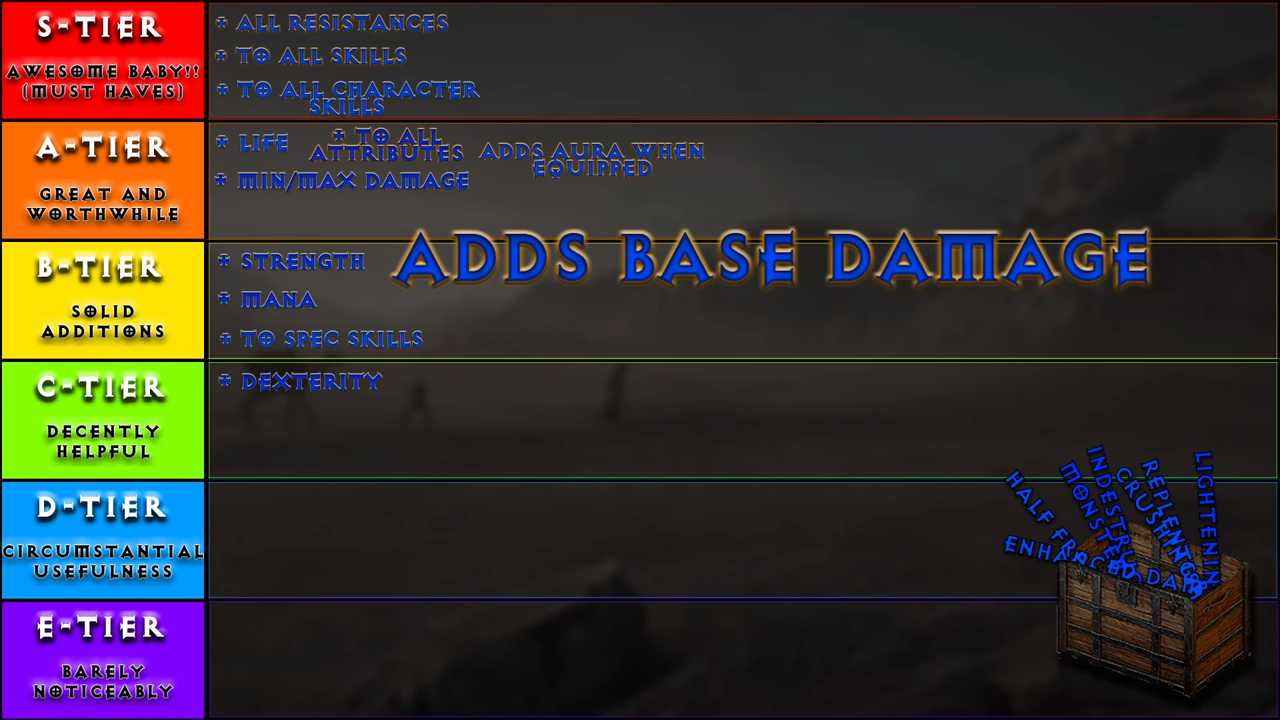 S-TIER
AWESOME BABY!!
(MUST HAVES)
+ ALL RESISTANCES
+ TO ALL SKILLS
+ TO ALL CHARACTER
SKILLS
A-TIER
GREAT AND
WORTHWHILE
+ LIFE
+ TO ALL
ATTRIBUTES
ADDS AURA WHEN
EQUIPPED
+ MIN/MAX DAMAGE
ADDS BASE DAMAGE
B-TIER
SOLID
ADDITIONS
+ STRENGTH
+ MANA
+ TO SPEC SKILLS
C-TIER
DECENTLY
HELPFUL
+ DEXTERITY
D-TIER
CIRCUMSTANTIAL
USEFULNESS
E-TIER
BARELY
NOTICEABLY
HALF